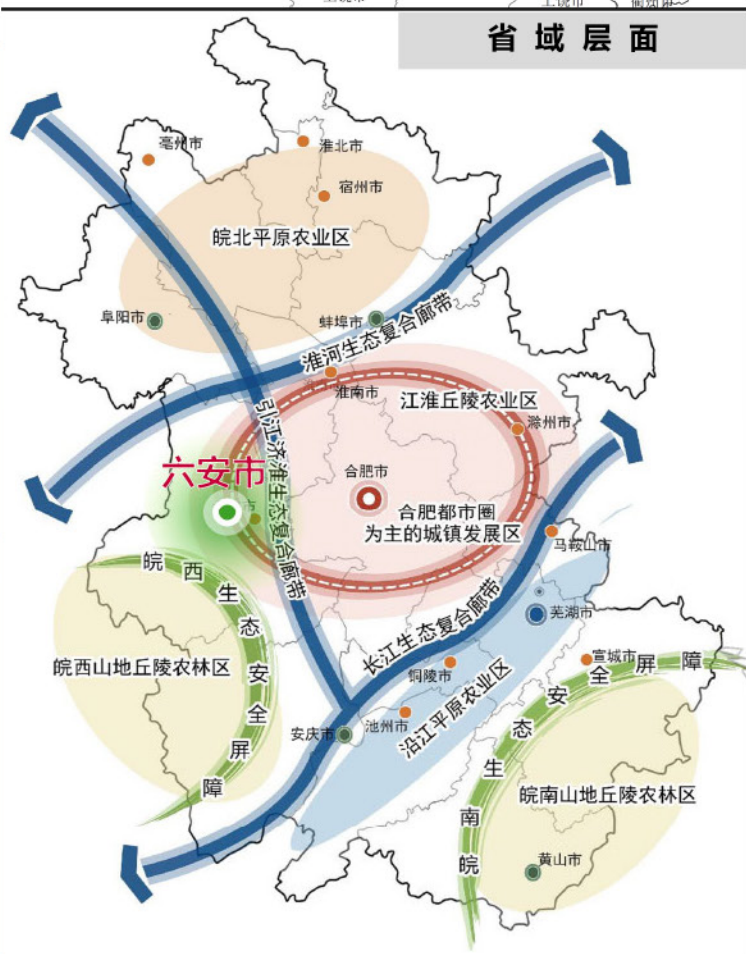 省域层面
亳州市
淮北市
宿州市
皖北平原农业区
阜阳市
蚌埠市
淮河生态复合廊带
淮南市
江淮丘陵农业区
滁州市
引江济淮生态复合廊带
六安市
市
合肥市
合肥都市圈
为主的城镇发展区
马鞍山市
皖西生态安全屏障
芜湖市
长江生态复合廊带
皖西山地丘陵农林区
铜陵市
宣城市
沿江平原农业区
池州市
安庆市
皖南生态安全屏障
皖南山地丘陵农林区
黄山市